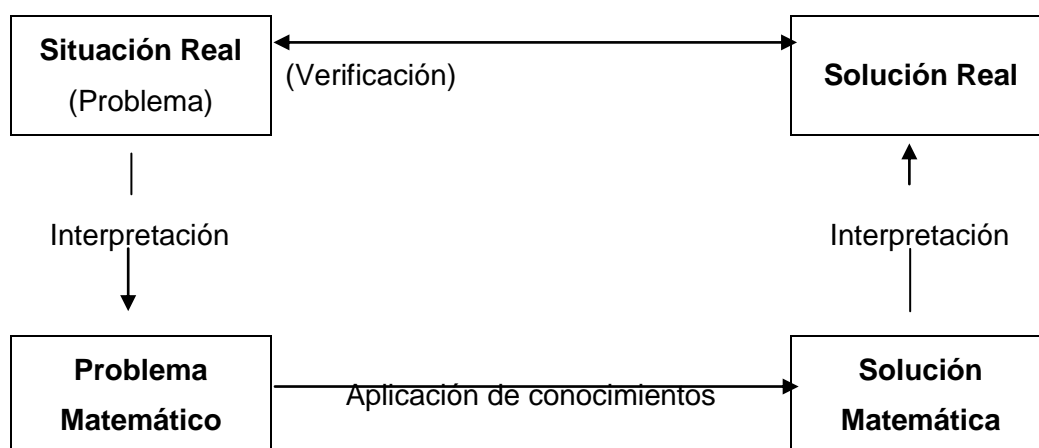 Situación Real
(Problema)
(Verificación)
Solución Real
Interpretación
Interpretación
Problema
Matemático
Aplicación de conocimientos
Solución
Matemática